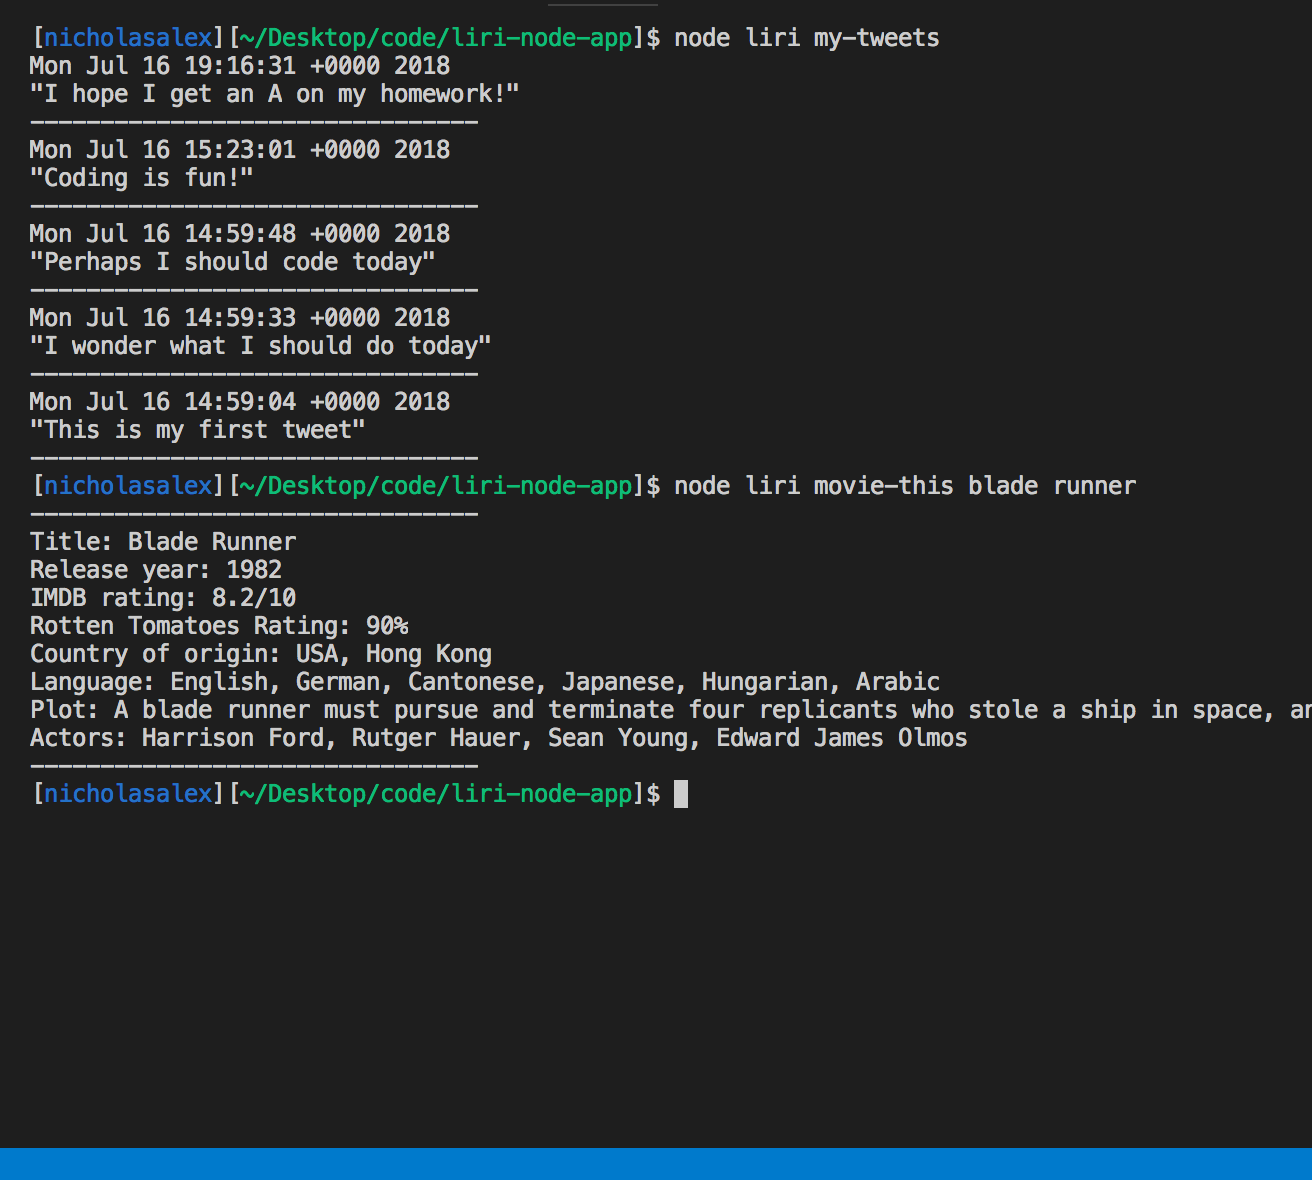 [nicholasalex][~/Desktop/code/liri-node-app]$ node liri my-tweets
Mon Jul 16 19:16:31 +0000 2018
"I hope I get an A on my homework!"
--------------------------------
Mon Jul 16 15:23:01 +0000 2018
"Coding is fun!"
--------------------------------
Mon Jul 16 14:59:48 +0000 2018
"Perhaps I should code today"
--------------------------------
Mon Jul 16 14:59:33 +0000 2018
"I wonder what I should do today"
--------------------------------
Mon Jul 16 14:59:04 +0000 2018
"This is my first tweet"
--------------------------------
[nicholasalex][~/Desktop/code/liri-node-app]$ node liri movie-this blade runner
--------------------------------
Title: Blade Runner
Release year: 1982
IMDB rating: 8.2/10
Rotten Tomatoes Rating: 90%
Country of origin: USA, Hong Kong
Language: English, German, Cantonese, Japanese, Hungarian, Arabic
Plot: A blade runner must pursue and terminate four replicants who stole a ship in space,
Actors: Harrison Ford, Rutger Hauer, Sean Young, Edward James Olmos
--------------------------------
[nicholasalex][~/Desktop/code/liri-node-app]$